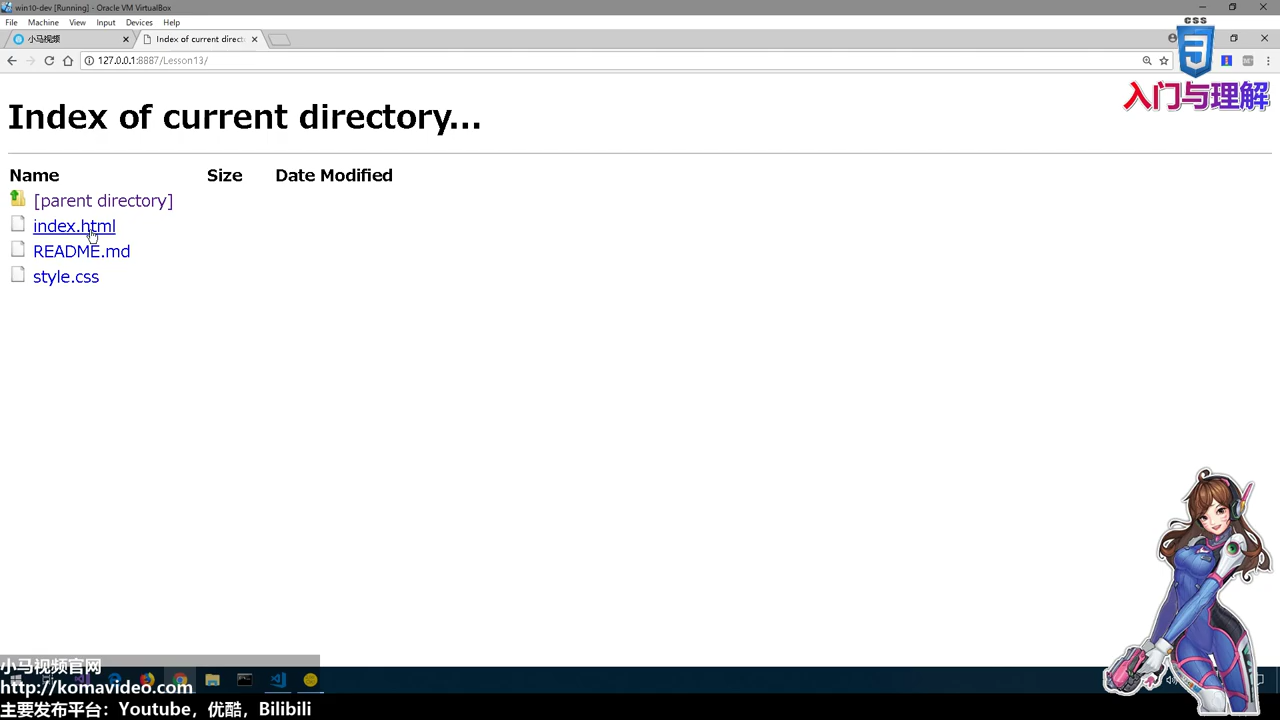 win10-dev [Running] - Oracle VM VirtualBox
File Machine View Input Devices Help
CSS
小马视频
Index of current direct
127.0.0.1:8887/Lesson13/
入门与理解
Index of current directory...
Name Size Date Modified
[parent directory]
index.html
README.md
style.css
小马视频官网
http://komavideo.com
主要发布平台：Youtube，优酷，Bilibili